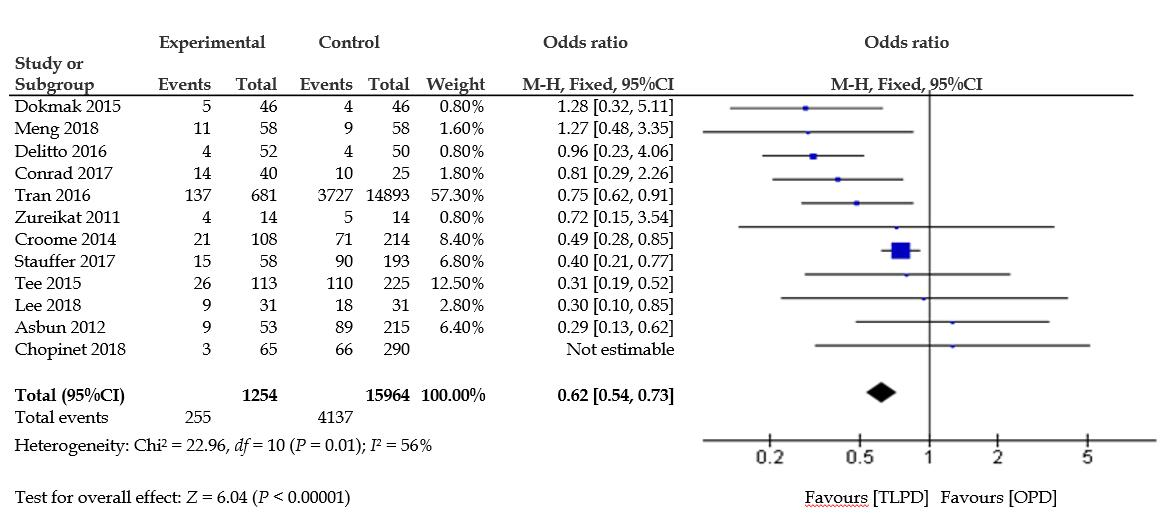 Experimental Control Odds ratio Odds ratio
Study or
Subgroup Events Total Events Total Weight M-H, Fixed, 95%CI M-H, Fixed, 95%CI
Dokmak 2015 5 46 4 46 0.80% 1.28 [0.32, 5.11]
Meng 2018 11 58 9 58 1.60% 1.27 [0.48, 3.35]
Delitto 2016 4 52 4 50 0.80% 0.96 [0.23, 4.06]
Conrad 2017 14 40 10 25 1.80% 0.81 [0.29, 2.26]
Tran 2016 137 681 3727 14893 57.30% 0.75 [0.62, 0.91]
Zureikat 2011 4 14 5 14 0.80% 0.72 [0.15, 3.54]
Croome 2014 21 108 71 214 8.40% 0.49 [0.28, 0.85]
Stauffer 2017 15 58 90 193 6.80% 0.40 [0.21, 0.77]
Tee 2015 26 113 110 225 12.50% 0.31 [0.19, 0.52]
Lee 2018 9 31 18 31 2.80% 0.30 [0.10, 0.85]
Asbun 2012 9 53 89 215 6.40% 0.29 [0.13, 0.62]
Chopinet 2018 3 65 66 290 Not estimable
Total (95%CI) 1254 15964 100.00% 0.62 [0.54, 0.73]
Total events 255 4137
Heterogeneity: Chi² = 22.96, df = 10 (P = 0.01); I² = 56%
0.2 0.5 1 2 5
Test for overall effect: Z = 6.04 (P < 0.00001) Favours [TLPD] Favours [OPD]